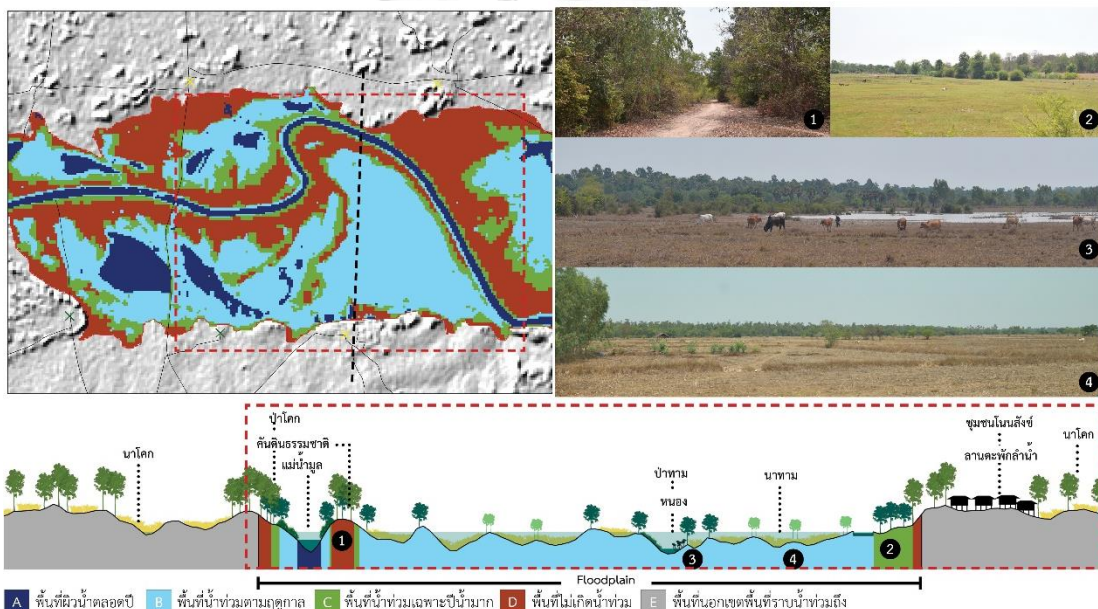 1
2
3
4
ป่าโคก
คันดินธรรมชาติ
แม่น้ำมูล
นาโคก
ป่าทาม
หนอง
นาทาม
ชุมชนโนนสังข์
ลานตะพักลำน้ำ
นาโคก
1
3
4
2
Floodplain
A พื้นที่ผิวน้ำตลอดปี B พื้นที่น้ำท่วมตามฤดูกาล C พื้นที่น้ำท่วมเฉพาะปีน้ำมาก D พื้นที่ไม่เกิดน้ำท่วม E พื้นที่นอกเขตพื้นที่ราบน้ำท่วมถึง